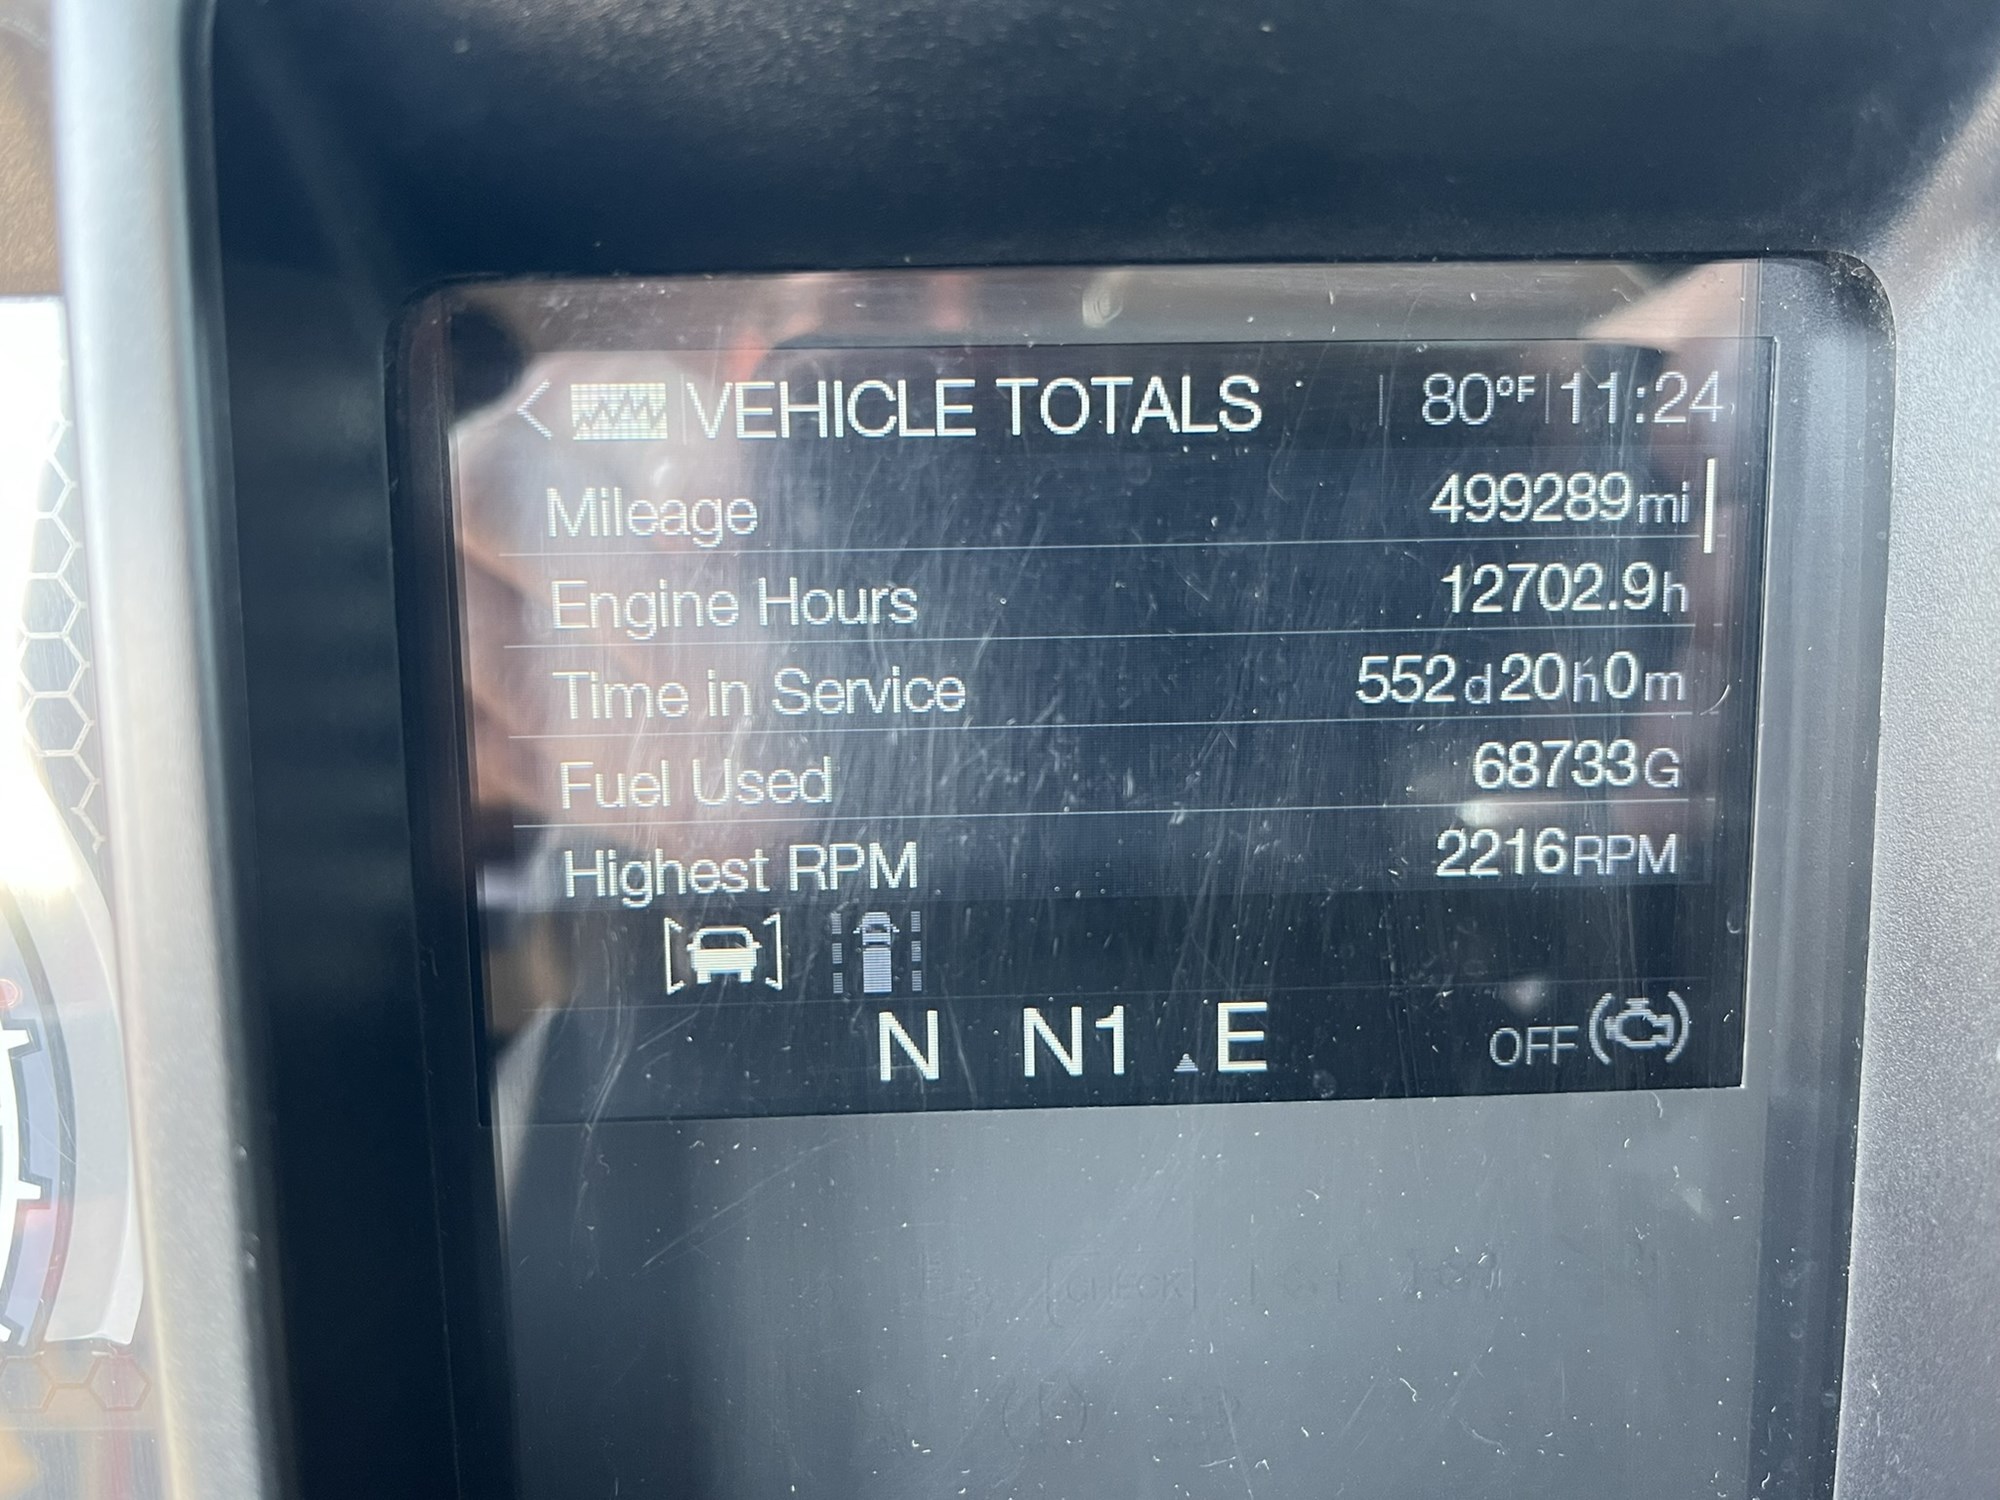 VEHICLE TOTALS 80°F 11:24
Mileage 499289mi
Engine Hours 12702.9h
Time in Service 552d20h0m
Fuel Used 68733G
Highest RPM 2216RPM
N N1 E OFF
CHECK